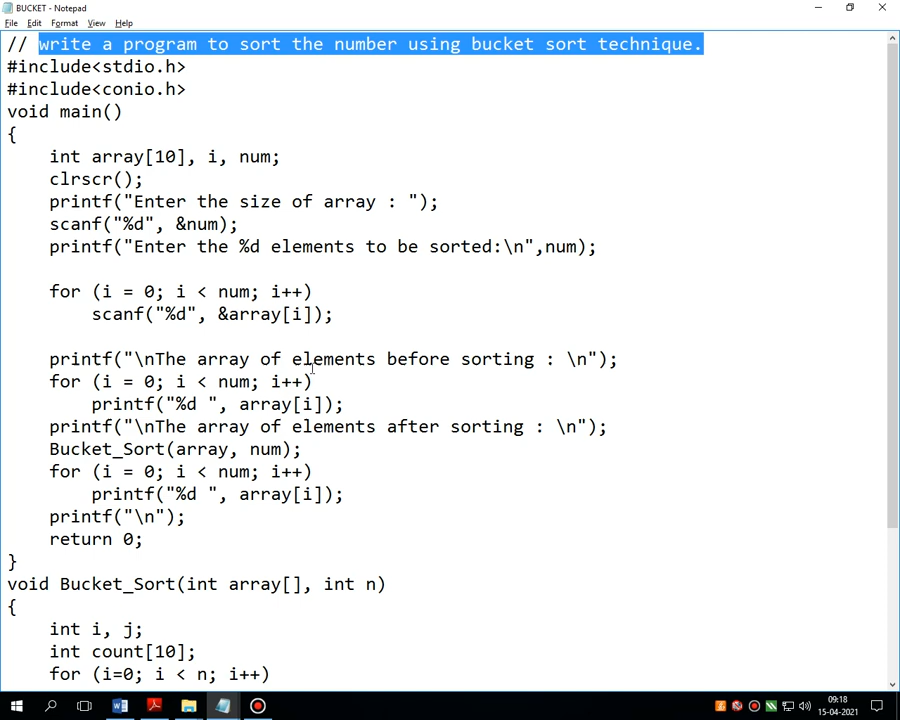 BUCKET - Notepad
File Edit Format View Help
// write a program to sort the number using bucket sort technique.
#include<stdio.h>
#include<conio.h>
void main()
{
    int array[10], i, num;
    clrscr();
    printf("Enter the size of array : ");
    scanf("%d", &num);
    printf("Enter the %d elements to be sorted:\n",num);
    for (i = 0; i < num; i++)
        scanf("%d", &array[i]);
    printf("\nThe array of elements before sorting : \n");
    for (i = 0; i < num; i++)
        printf("%d ", array[i]);
    printf("\nThe array of elements after sorting : \n");
    Bucket_Sort(array, num);
    for (i = 0; i < num; i++)
        printf("%d ", array[i]);
    printf("\n");
    return 0;
}
void Bucket_Sort(int array[], int n)
{
    int i, j;
    int count[10];
    for (i=0; i < n; i++)
09:18
15-04-2021